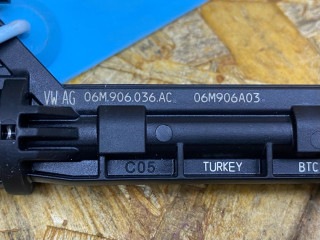 VW AG 06M.906.036.AC 06M906A03
C05 TURKEY BTC